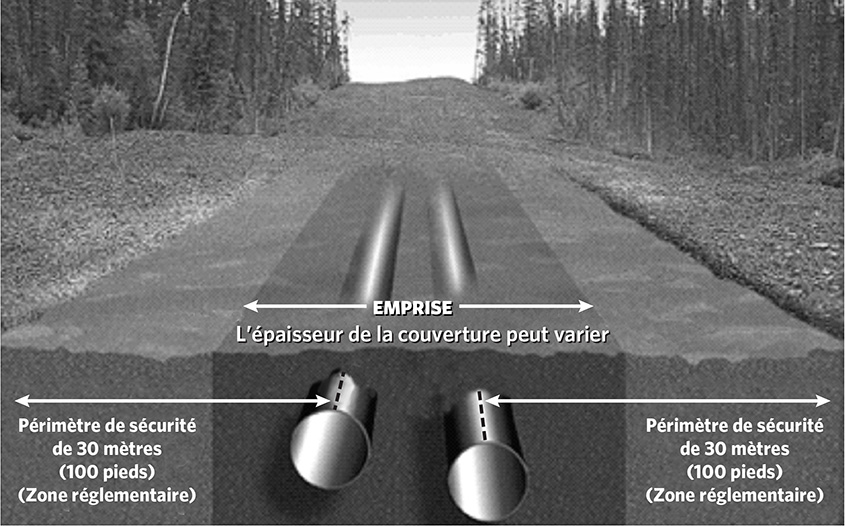 EMPRISE
L'épaisseur de la couverture peut varier
Périmètre de sécurité
de 30 mètres
(100 pieds)
(Zone réglementaire)
Périmètre de sécurité
de 30 mètres
(100 pieds)
(Zone réglementaire)